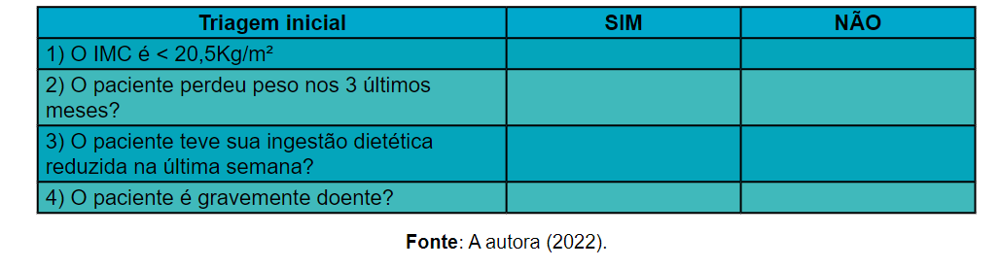 Triagem inicial SIM NÃO
1) O IMC é < 20,5Kg/m²
2) O paciente perdeu peso nos 3 últimos
meses?
3) O paciente teve sua ingestão dietética
reduzida na última semana?
4) O paciente é gravemente doente?
Fonte: A autora (2022).